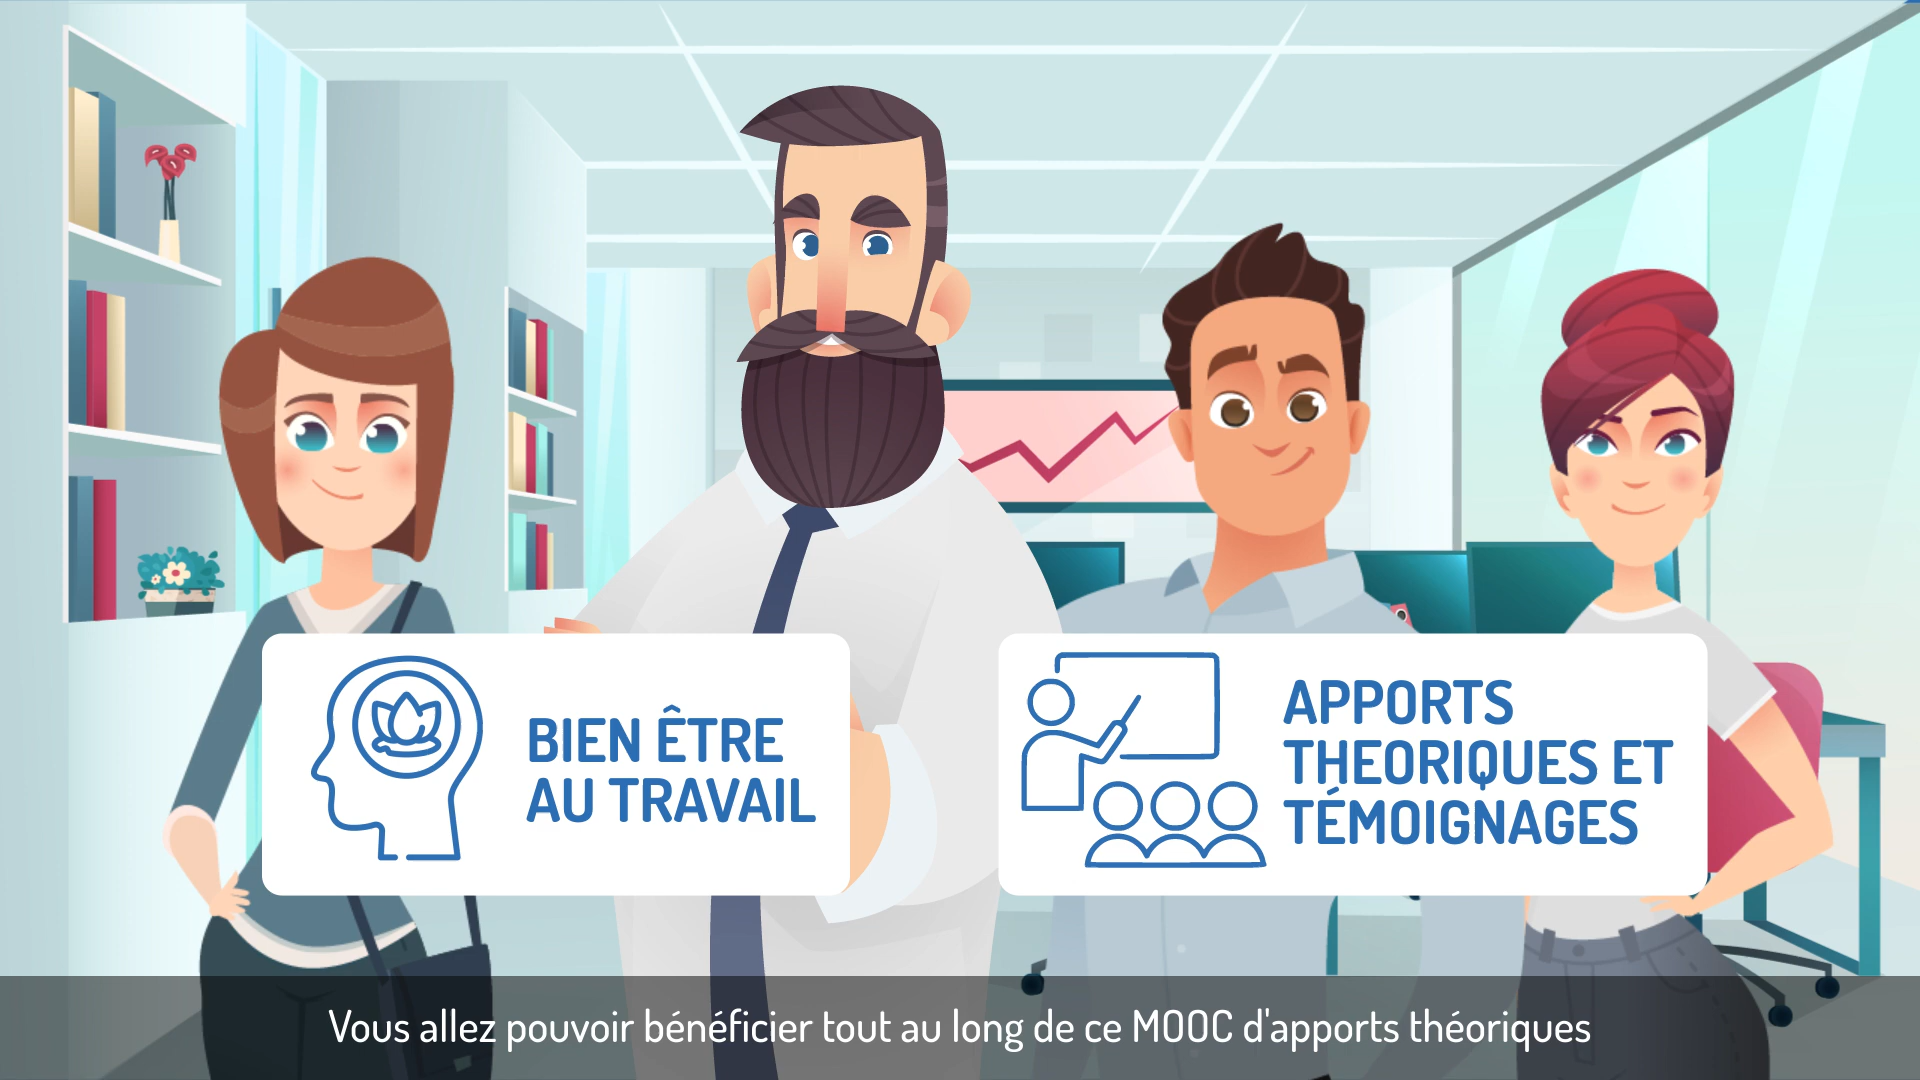 BIEN ÊTRE
AU TRAVAIL
APPORTS
THEORIQUES ET
TÉMOIGNAGES
Vous allez pouvoir bénéficier tout au long de ce MOOC d'apports théoriques